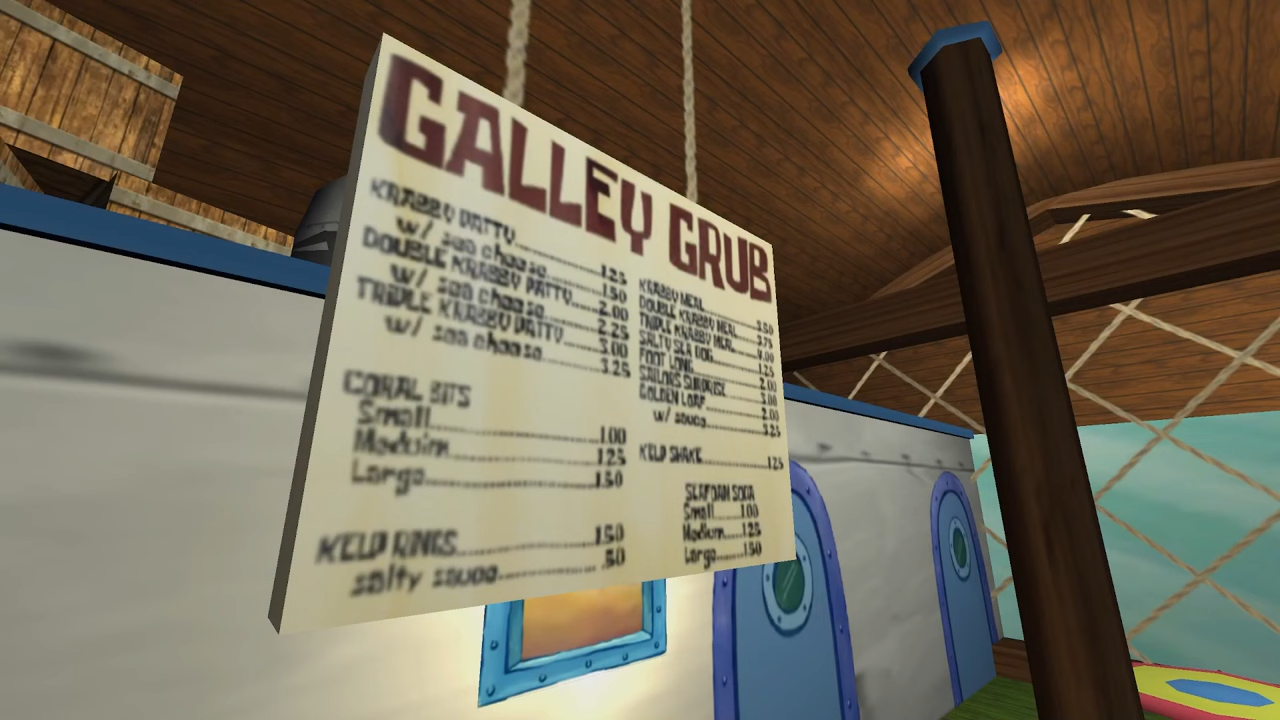 GALLEY GRUB
KRABBY PATTY 1.25
w/ sea cheese 1.50
DOUBLE KRABBY PATTY 2.00
w/ sea cheese 2.25
TRIPLE KRABBY PATTY 3.00
w/ sea cheese 3.25
CORAL BITS
Small 1.00
Medium 1.25
Large 1.50
KELP RINGS 1.50
salty sauce .50
KRABBY MEAL 3.50
DOUBLE KRABBY MEAL 3.75
TRIPLE KRABBY MEAL 4.00
SALTY SEA DOG 1.25
FOOT LONG 2.00
SAILORS SURPRISE 3.00
GOLDEN LOAF 2.00
w/ sauce 3.25
KELP SHAKE 1.25
SEAFOAM SODA
Small 1.00
Medium 1.25
Large 1.50